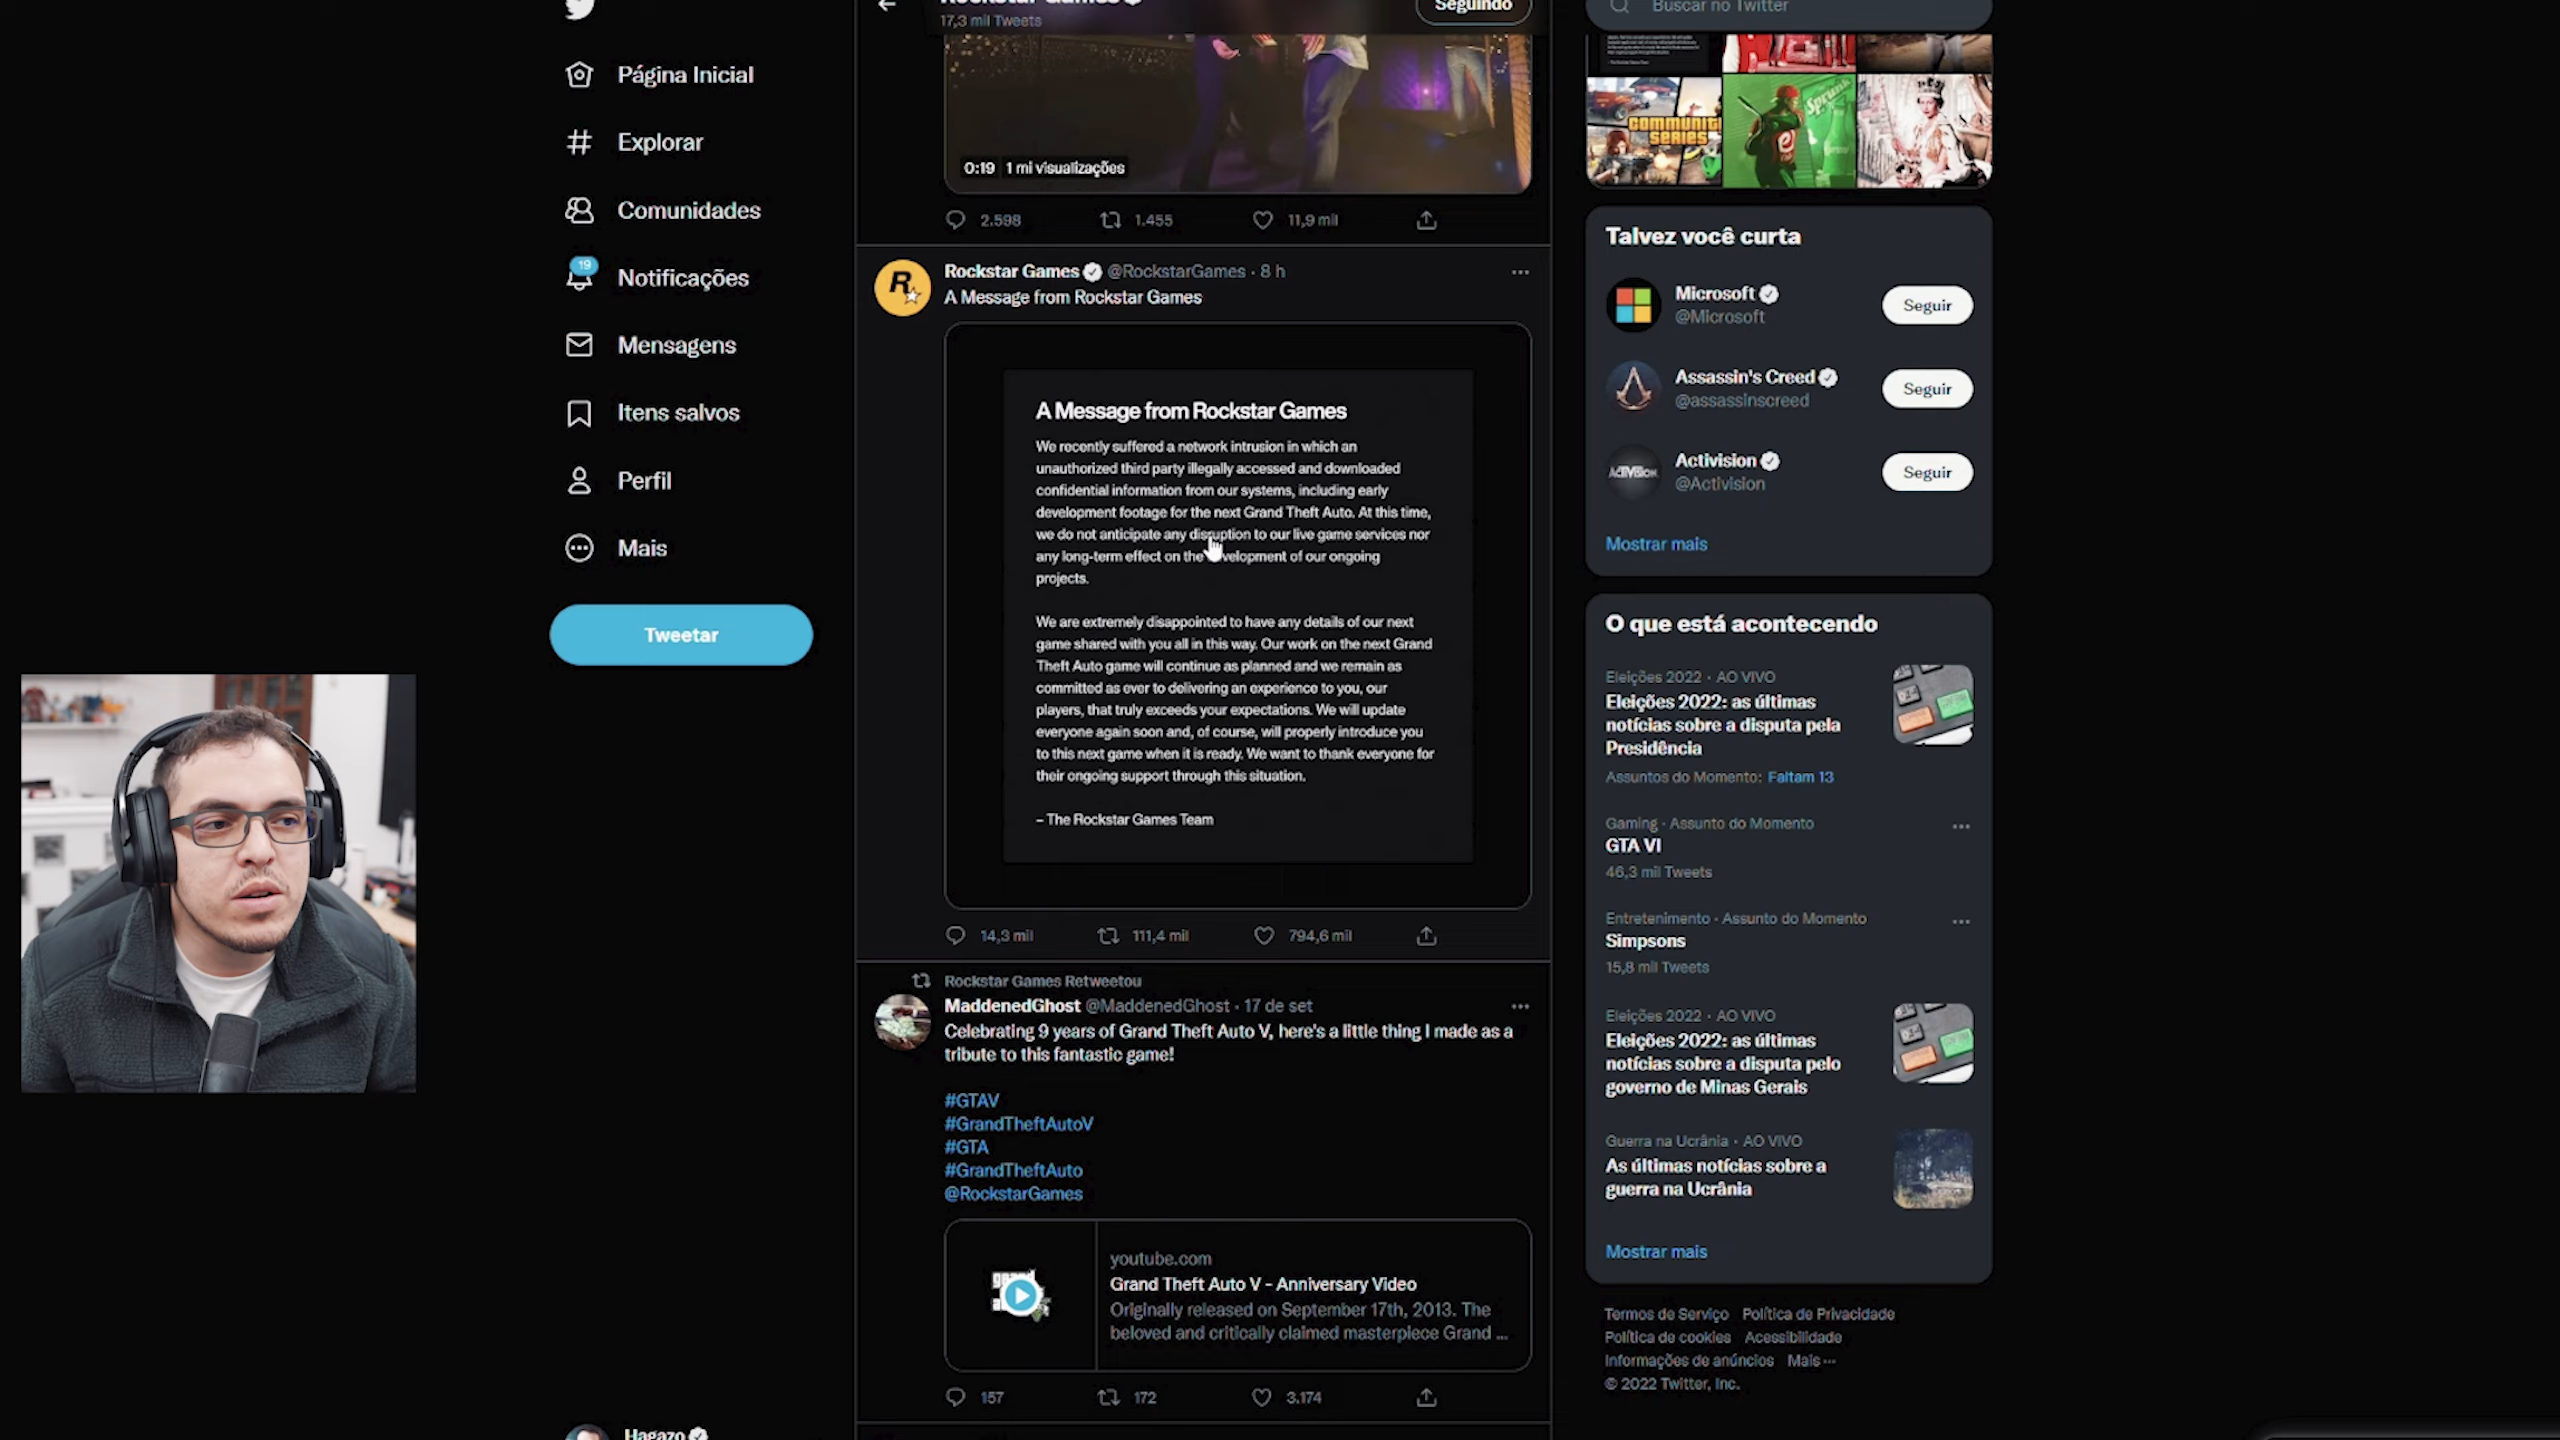 Página Inicial
Explorar
Comunidades
19
Notificações
Mensagens
Itens salvos
Perfil
Mais
Tweetar
Hagazo
17,3 mil Tweets
Seguindo
0:19 1 mi visualizações
2.598 1.455 11,9 mil
Rockstar Games @RockstarGames · 8 h
A Message from Rockstar Games
A Message from Rockstar Games
We recently suffered a network intrusion in which an
unauthorized third party illegally accessed and downloaded
confidential information from our systems, including early
development footage for the next Grand Theft Auto. At this time,
we do not anticipate any disruption to our live game services nor
any long-term effect on the development of our ongoing
projects.
We are extremely disappointed to have any details of our next
game shared with you all in this way. Our work on the next Grand
Theft Auto game will continue as planned and we remain as
committed as ever to delivering an experience to you, our
players, that truly exceeds your expectations. We will update
everyone again soon and, of course, will properly introduce you
to this next game when it is ready. We want to thank everyone for
their ongoing support through this situation.
– The Rockstar Games Team
14,3 mil 111,4 mil 794,6 mil
Rockstar Games Retweetou
MaddenedGhost @MaddenedGhost · 17 de set
Celebrating 9 years of Grand Theft Auto V, here's a little thing I made as a
tribute to this fantastic game!
#GTAV
#GrandTheftAutoV
#GTA
#GrandTheftAuto
@RockstarGames
youtube.com
Grand Theft Auto V - Anniversary Video
Originally released on September 17th, 2013. The
beloved and critically claimed masterpiece Grand ...
157 172 3.174
Buscar no Twitter
Sprunk
Talvez você curta
Microsoft
@Microsoft
Seguir
Assassin's Creed
@assassinscreed
Seguir
ACTIVISION
Activision
@Activision
Seguir
Mostrar mais
O que está acontecendo
Eleições 2022 · AO VIVO
Eleições 2022: as últimas
notícias sobre a disputa pela
Presidência
Assuntos do Momento: Faltam 13
Gaming · Assunto do Momento
GTA VI
46,3 mil Tweets
Entretenimento · Assunto do Momento
Simpsons
15,8 mil Tweets
Eleições 2022 · AO VIVO
Eleições 2022: as últimas
notícias sobre a disputa pelo
governo de Minas Gerais
Guerra na Ucrânia · AO VIVO
As últimas notícias sobre a
guerra na Ucrânia
Mostrar mais
Termos de Serviço Política de Privacidade
Política de cookies Acessibilidade
Informações de anúncios Mais ···
© 2022 Twitter, Inc.